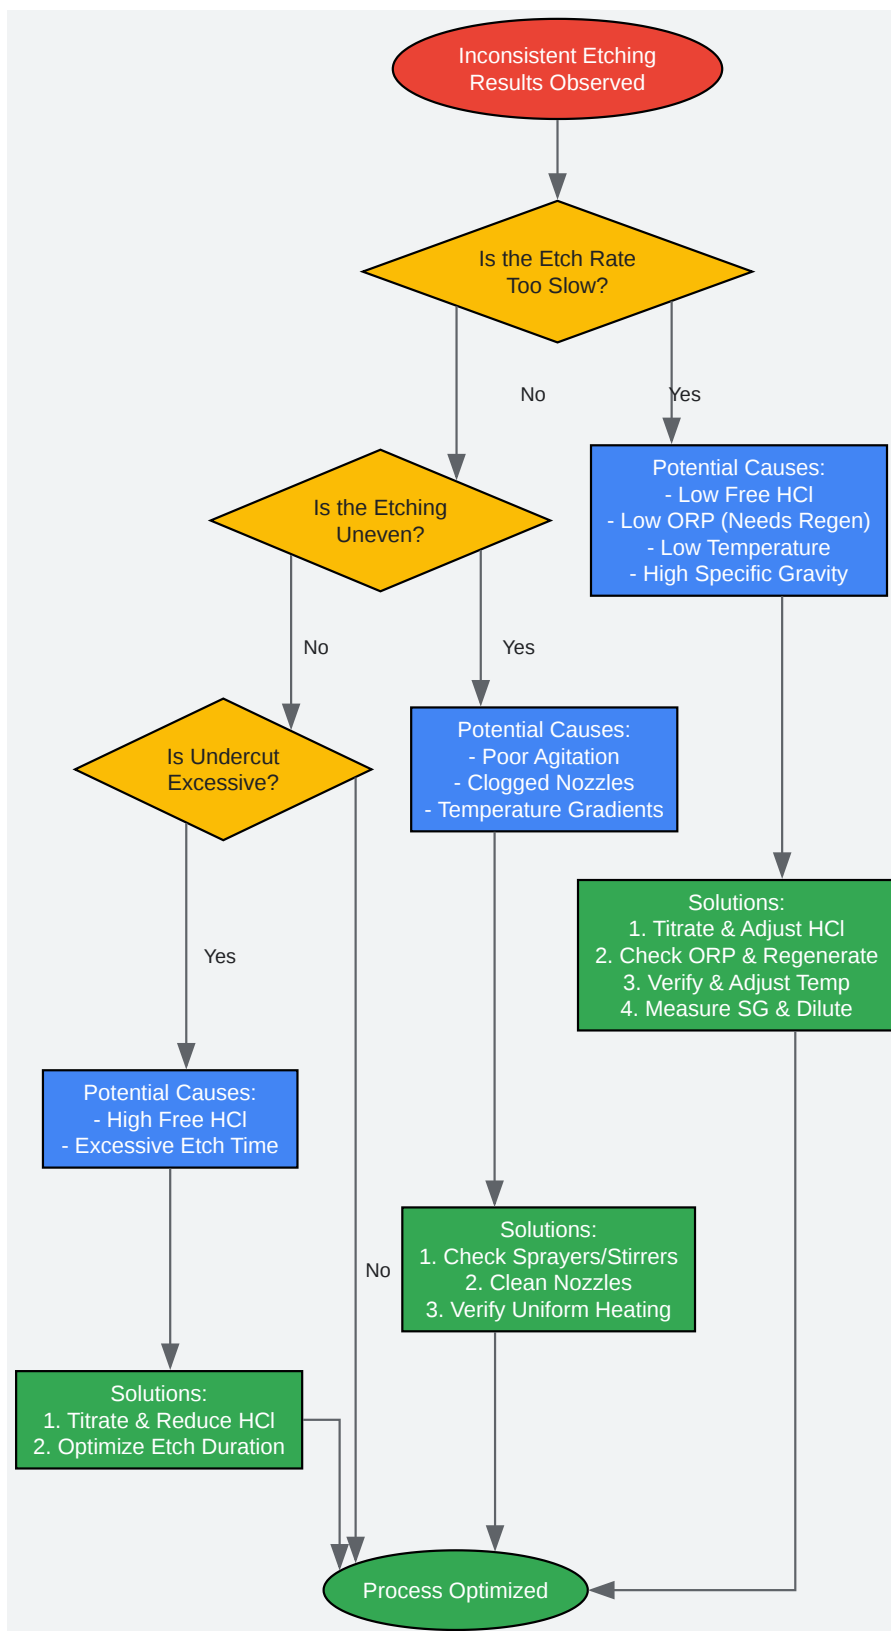 Inconsistent Etching
Results Observed
Is the Etch Rate
Too Slow?
No
Yes
Is the Etching
Uneven?
Potential Causes:
- Low Free HCl
- Low ORP (Needs Regen)
- Low Temperature
- High Specific Gravity
No
Yes
Is Undercut
Excessive?
Potential Causes:
- Poor Agitation
- Clogged Nozzles
- Temperature Gradients
Solutions:
1. Titrate & Adjust HCl
2. Check ORP & Regenerate
3. Verify & Adjust Temp
4. Measure SG & Dilute
Yes
Potential Causes:
- High Free HCl
- Excessive Etch Time
No
Solutions:
1. Check Sprayers/Stirrers
2. Clean Nozzles
3. Verify Uniform Heating
Solutions:
1. Titrate & Reduce HCl
2. Optimize Etch Duration
Process Optimized